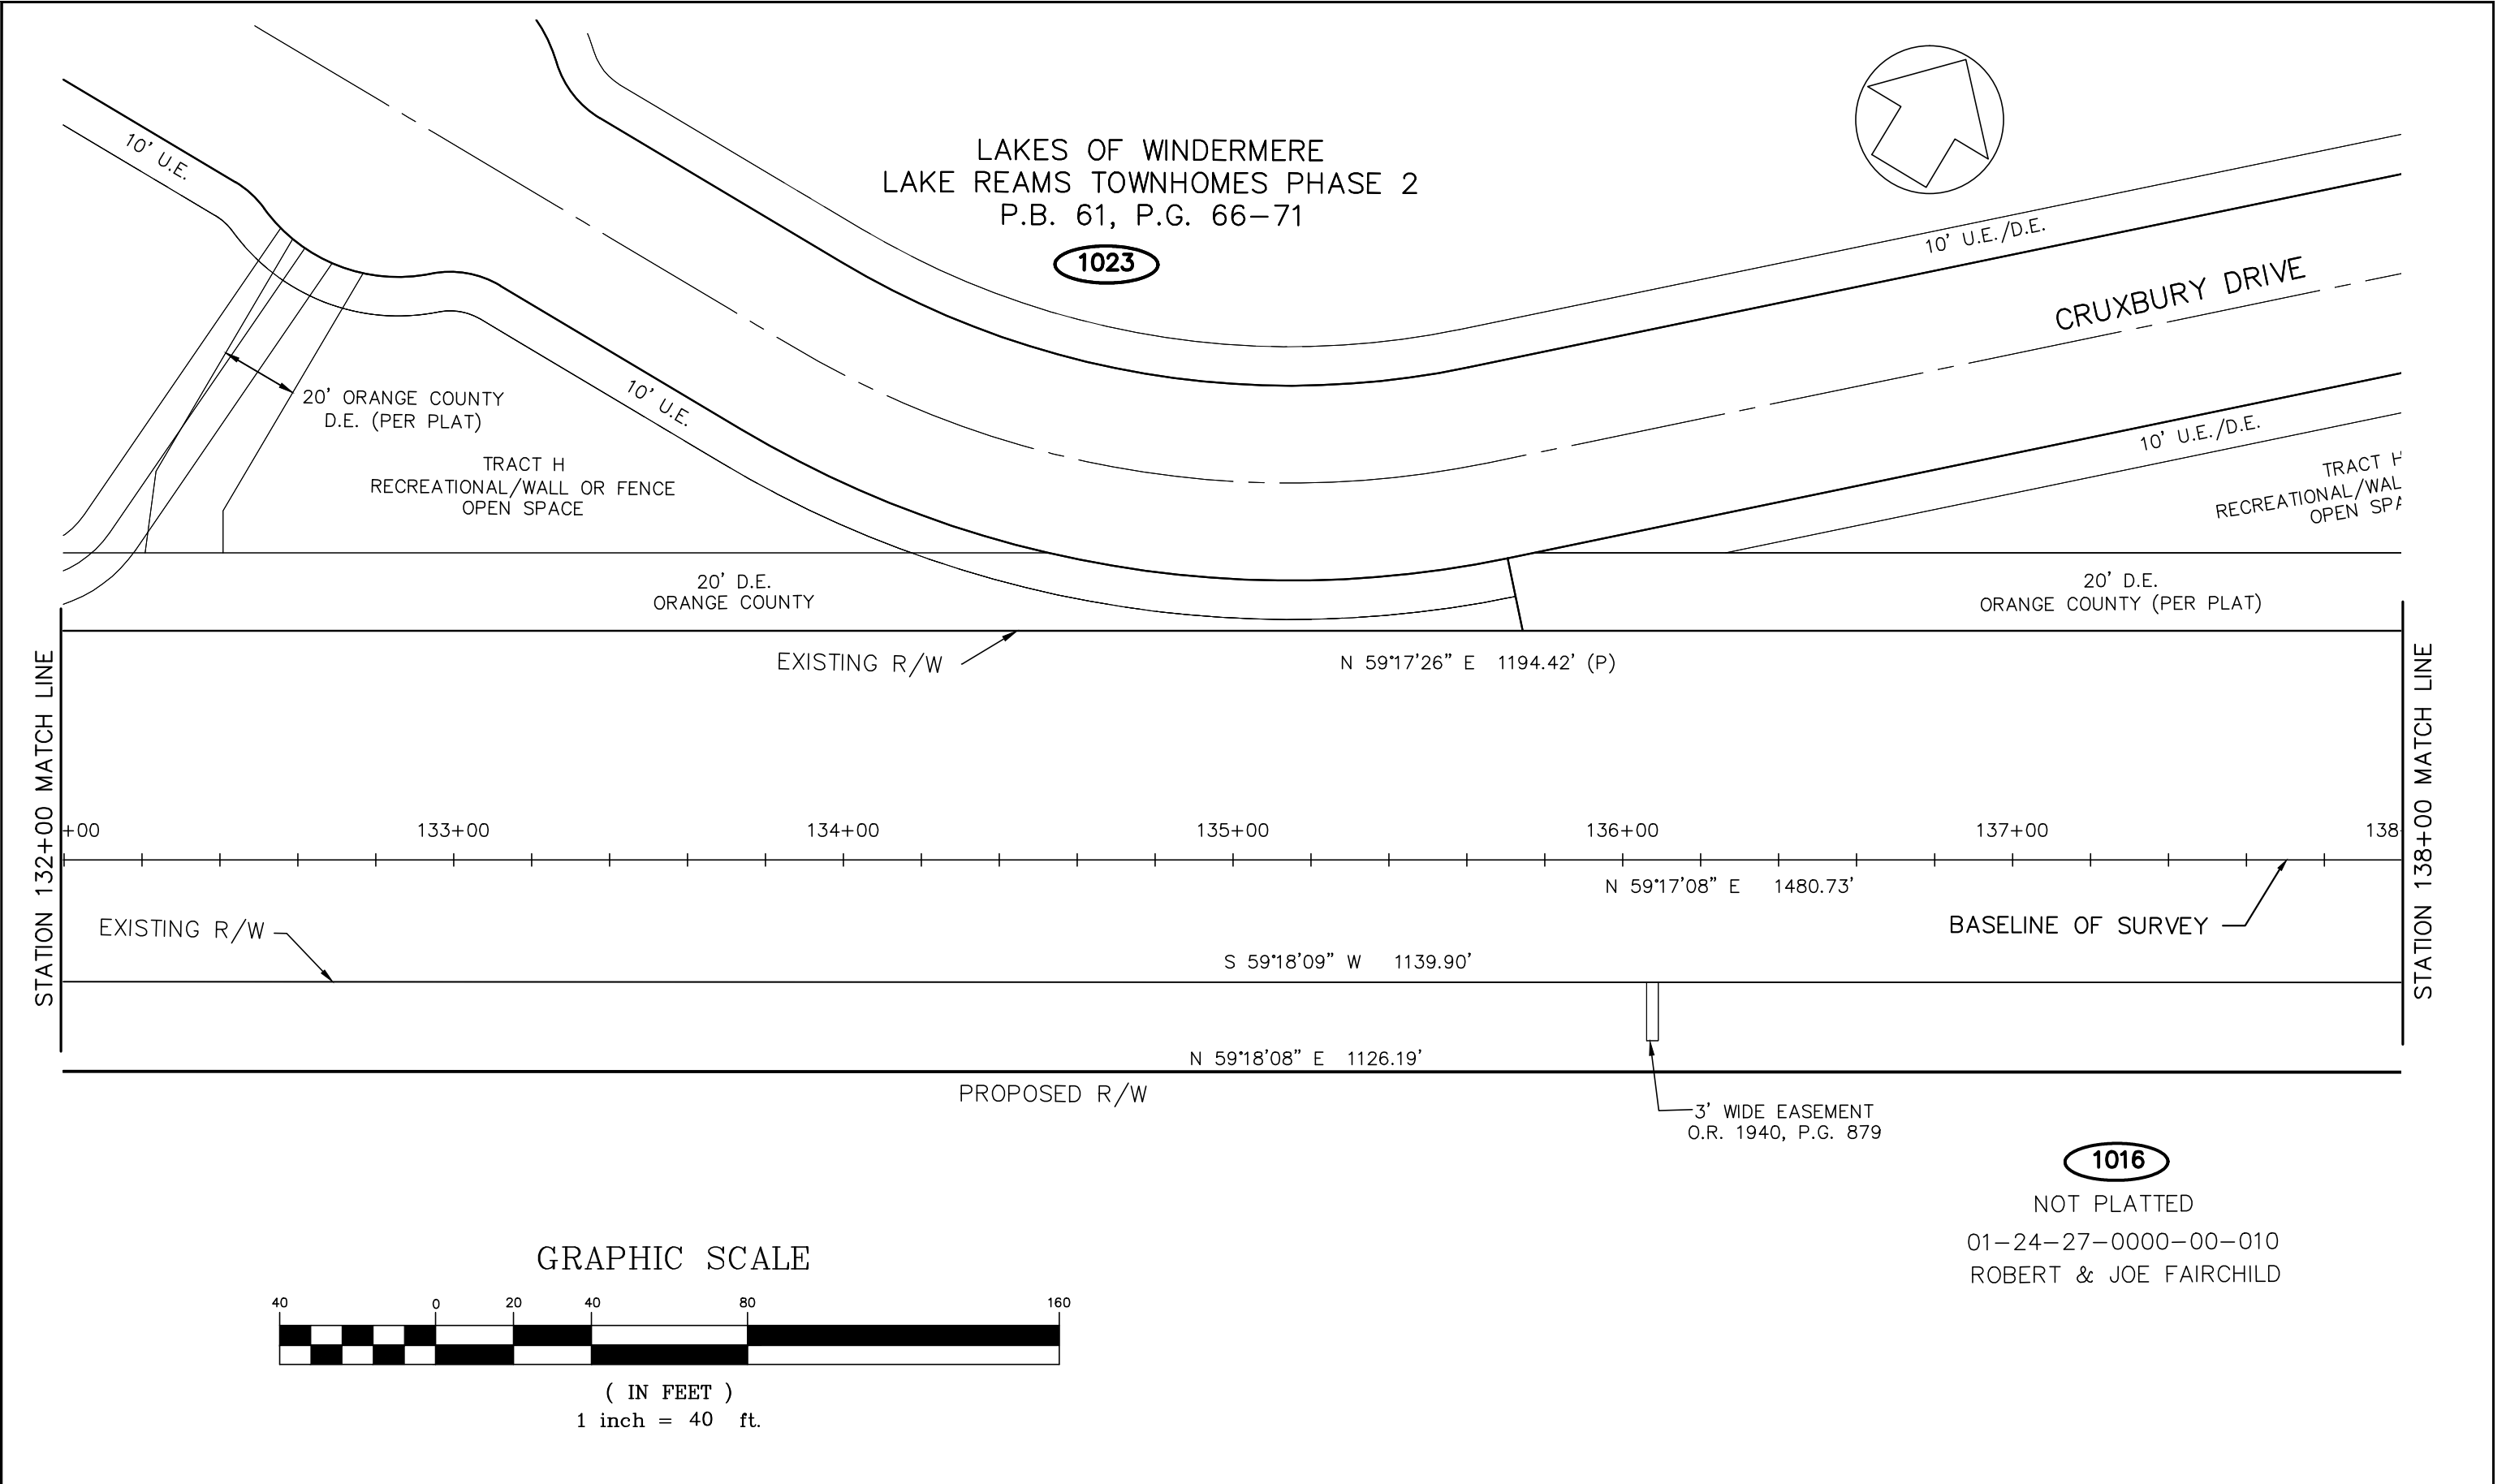 10' U.E.
LAKES OF WINDERMERE
LAKE REAMS TOWNHOMES PHASE 2
P.B. 61, P.G. 66-71
1023
10' U.E./D.E.
CRUXBURY DRIVE
20' ORANGE COUNTY
D.E. (PER PLAT)
10' U.E.
10' U.E./D.E.
TRACT H
RECREATIONAL/WALL OR FENCE
OPEN SPACE
TRACT H
RECREATIONAL/WAL
OPEN SPA
20' D.E.
ORANGE COUNTY
20' D.E.
ORANGE COUNTY (PER PLAT)
EXISTING R/W
N 59°17'26" E 1194.42' (P)
STATION 132+00 MATCH LINE
STATION 138+00 MATCH LINE
+00
133+00
134+00
135+00
136+00
137+00
138
N 59°17'08" E 1480.73'
EXISTING R/W
BASELINE OF SURVEY
S 59°18'09" W 1139.90'
N 59°18'08" E 1126.19'
PROPOSED R/W
3' WIDE EASEMENT
O.R. 1940, P.G. 879
1016
NOT PLATTED
01-24-27-0000-00-010
ROBERT & JOE FAIRCHILD
GRAPHIC SCALE
40 0 20 40 80 160
( IN FEET )
1 inch = 40 ft.